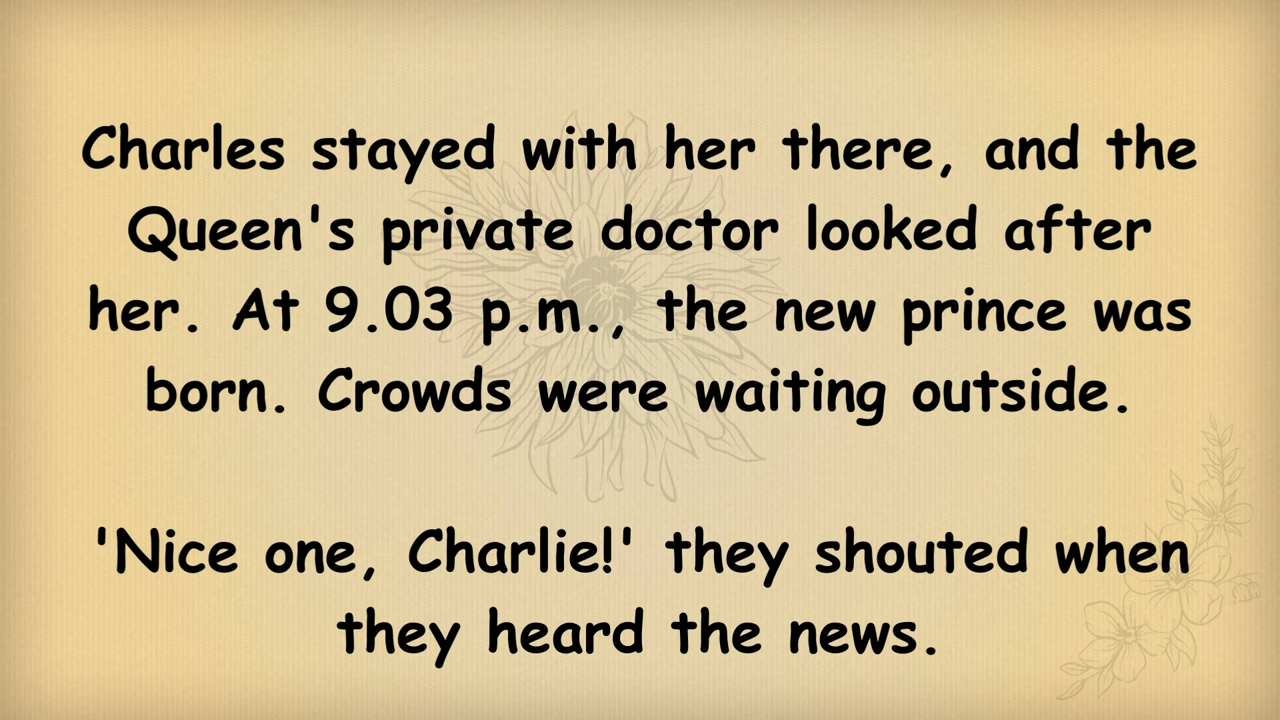 Charles stayed with her there, and the
Queen's private doctor looked after
her. At 9.03 p.m., the new prince was
born. Crowds were waiting outside.
'Nice one, Charlie!' they shouted when
they heard the news.